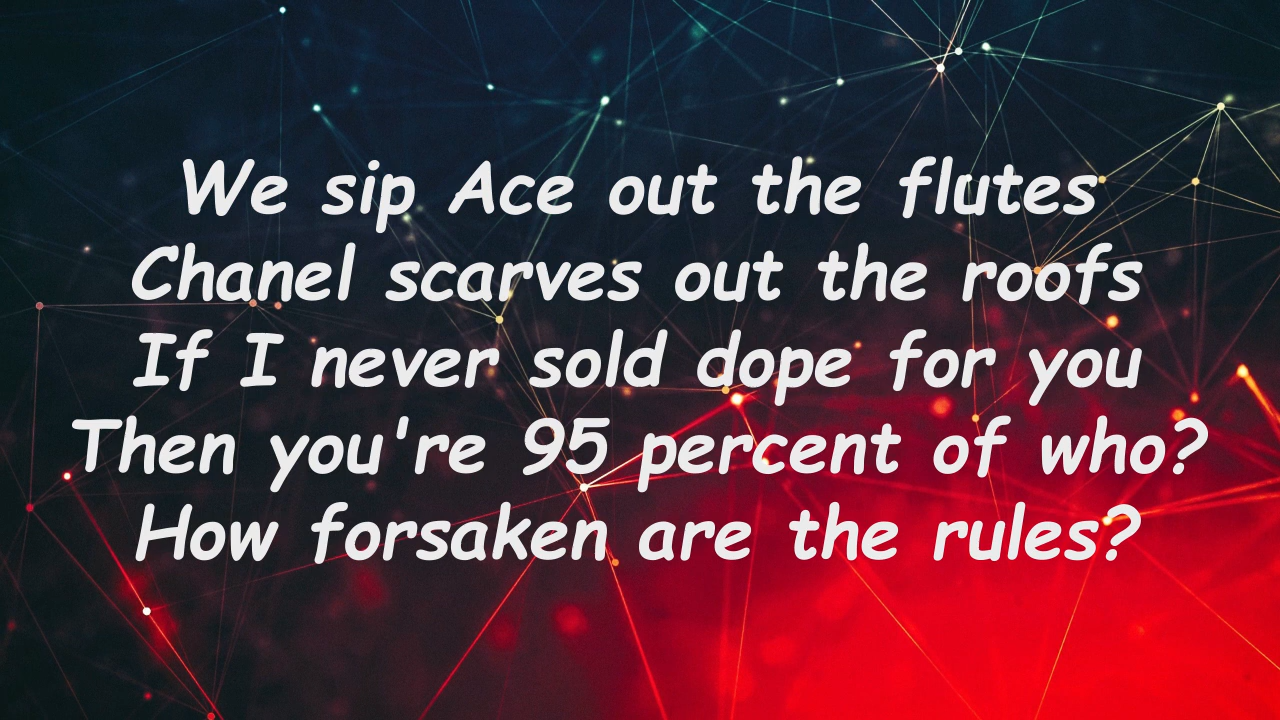 We sip Ace out the flutes
Chanel scarves out the roofs
If I never sold dope for you
Then you're 95 percent of who?
How forsaken are the rules?